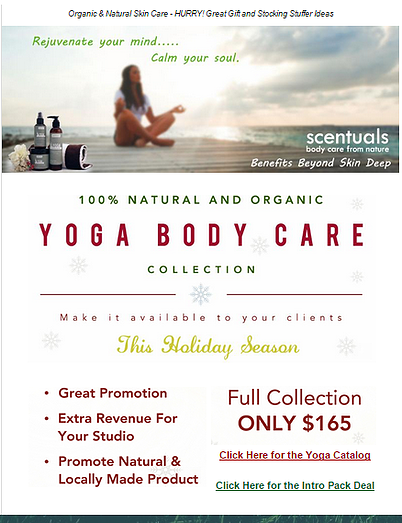 Organic & Natural Skin Care - HURRY! Great Gift and Stocking Stuffer Ideas
Rejuvenate your mind.....
Calm your soul.
scentuals
body care from nature
Benefits Beyond Skin Deep
100% NATURAL AND ORGANIC
YOGA BODY CARE
COLLECTION
Make it available to your clients
This Holiday Season
• Great Promotion
• Extra Revenue For
Your Studio
• Promote Natural &
Locally Made Product
Full Collection
ONLY $165
Click Here for the Yoga Catalog
Click Here for the Intro Pack Deal